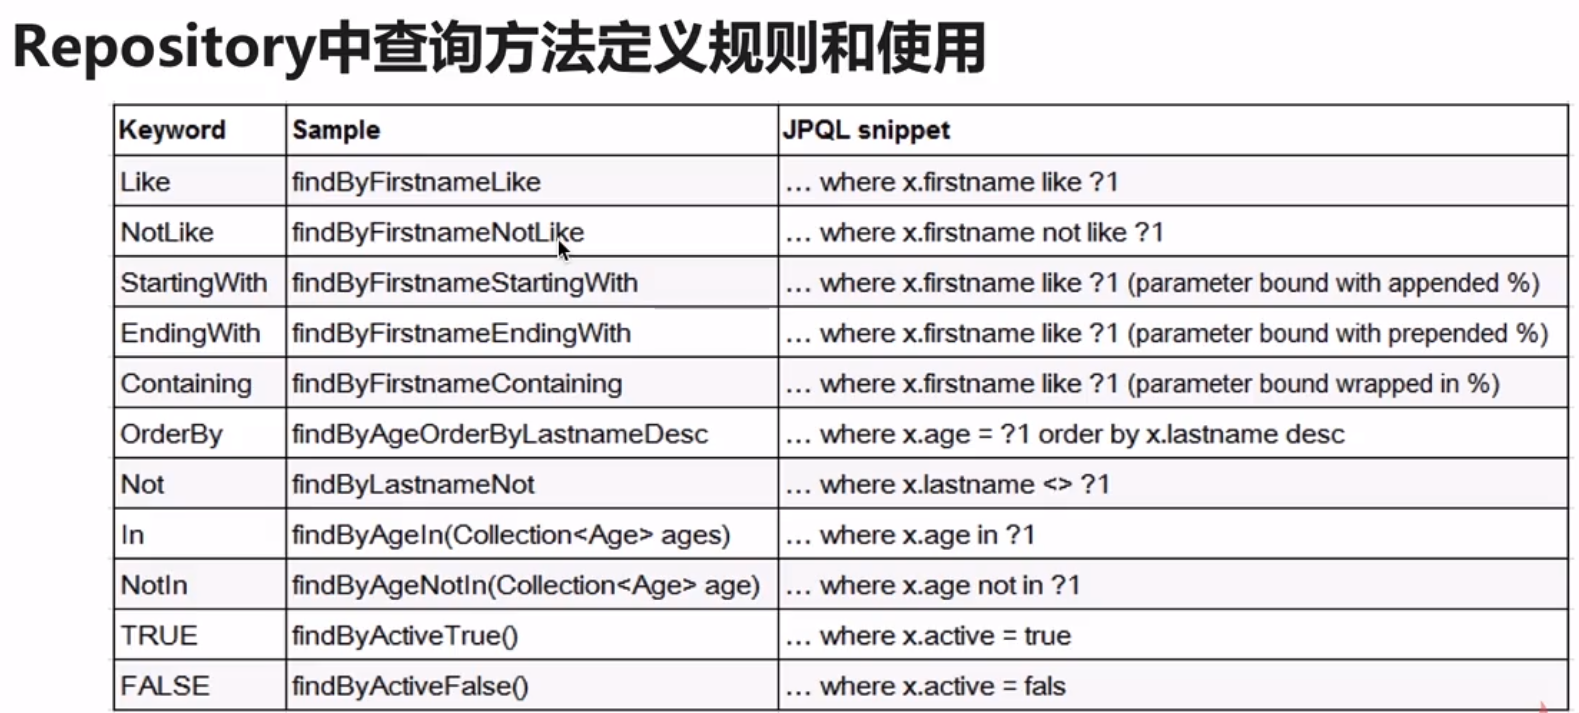 Repository中查询方法定义规则和使用
Keyword Sample JPQL snippet
Like findByFirstnameLike … where x.firstname like ?1
NotLike findByFirstnameNotLike … where x.firstname not like ?1
StartingWith findByFirstnameStartingWith … where x.firstname like ?1 (parameter bound with appended %)
EndingWith findByFirstnameEndingWith … where x.firstname like ?1 (parameter bound with prepended %)
Containing findByFirstnameContaining … where x.firstname like ?1 (parameter bound wrapped in %)
OrderBy findByAgeOrderByLastnameDesc … where x.age = ?1 order by x.lastname desc
Not findByLastnameNot … where x.lastname <> ?1
In findByAgeIn(Collection<Age> ages) … where x.age in ?1
NotIn findByAgeNotIn(Collection<Age> age) … where x.age not in ?1
TRUE findByActiveTrue() … where x.active = true
FALSE findByActiveFalse() … where x.active = fals